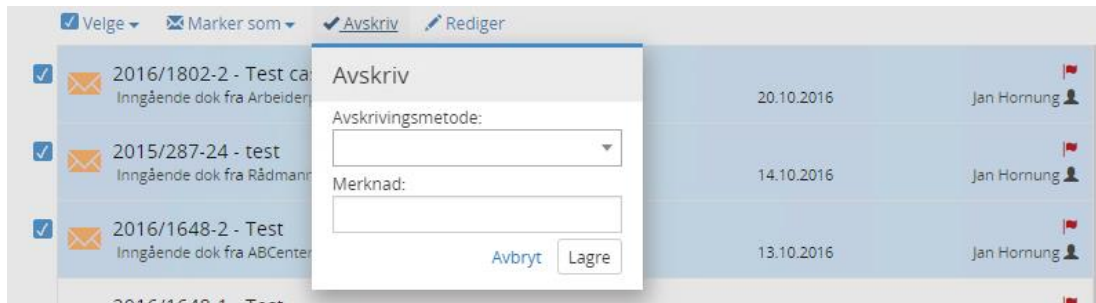 Velge Marker som Avskriv Rediger
2016/1802-2 - Test ca
Inngående dok fra
20.10.2016
Jan Hornung
2015/287-24 - test
Inngående dok fra
14.10.2016
Jan Hornung
2016/1648-2 - Test
Inngående dok fra ABCenter
13.10.2016
Jan Hornung
Avskriv
Avskrivingsmetode:
Merknad:
Avbryt Lagre